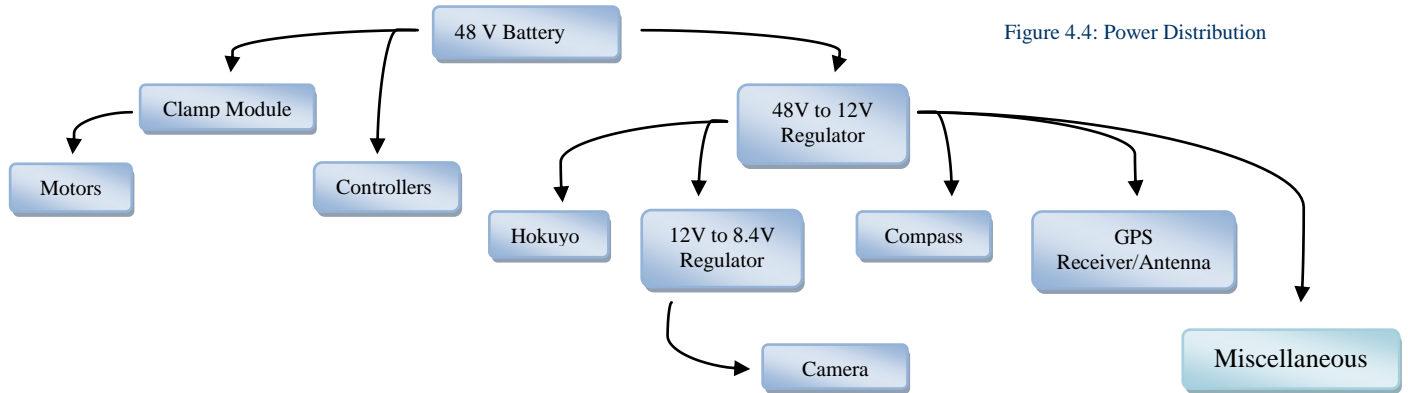 48 V Battery
Figure 4.4: Power Distribution
Clamp Module
48V to 12V
Regulator
Motors
Controllers
Hokuyo
12V to 8.4V
Regulator
Compass
GPS
Receiver/Antenna
Miscellaneous
Camera